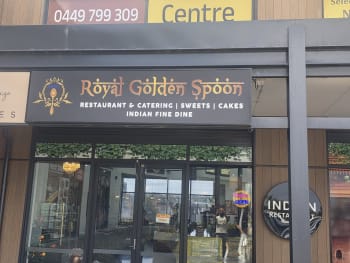 0449 799 309
Centre
Royal Golden Spoon
RESTAURANT & CATERING | SWEETS | CAKES
INDIAN FINE DINE
INDIAN